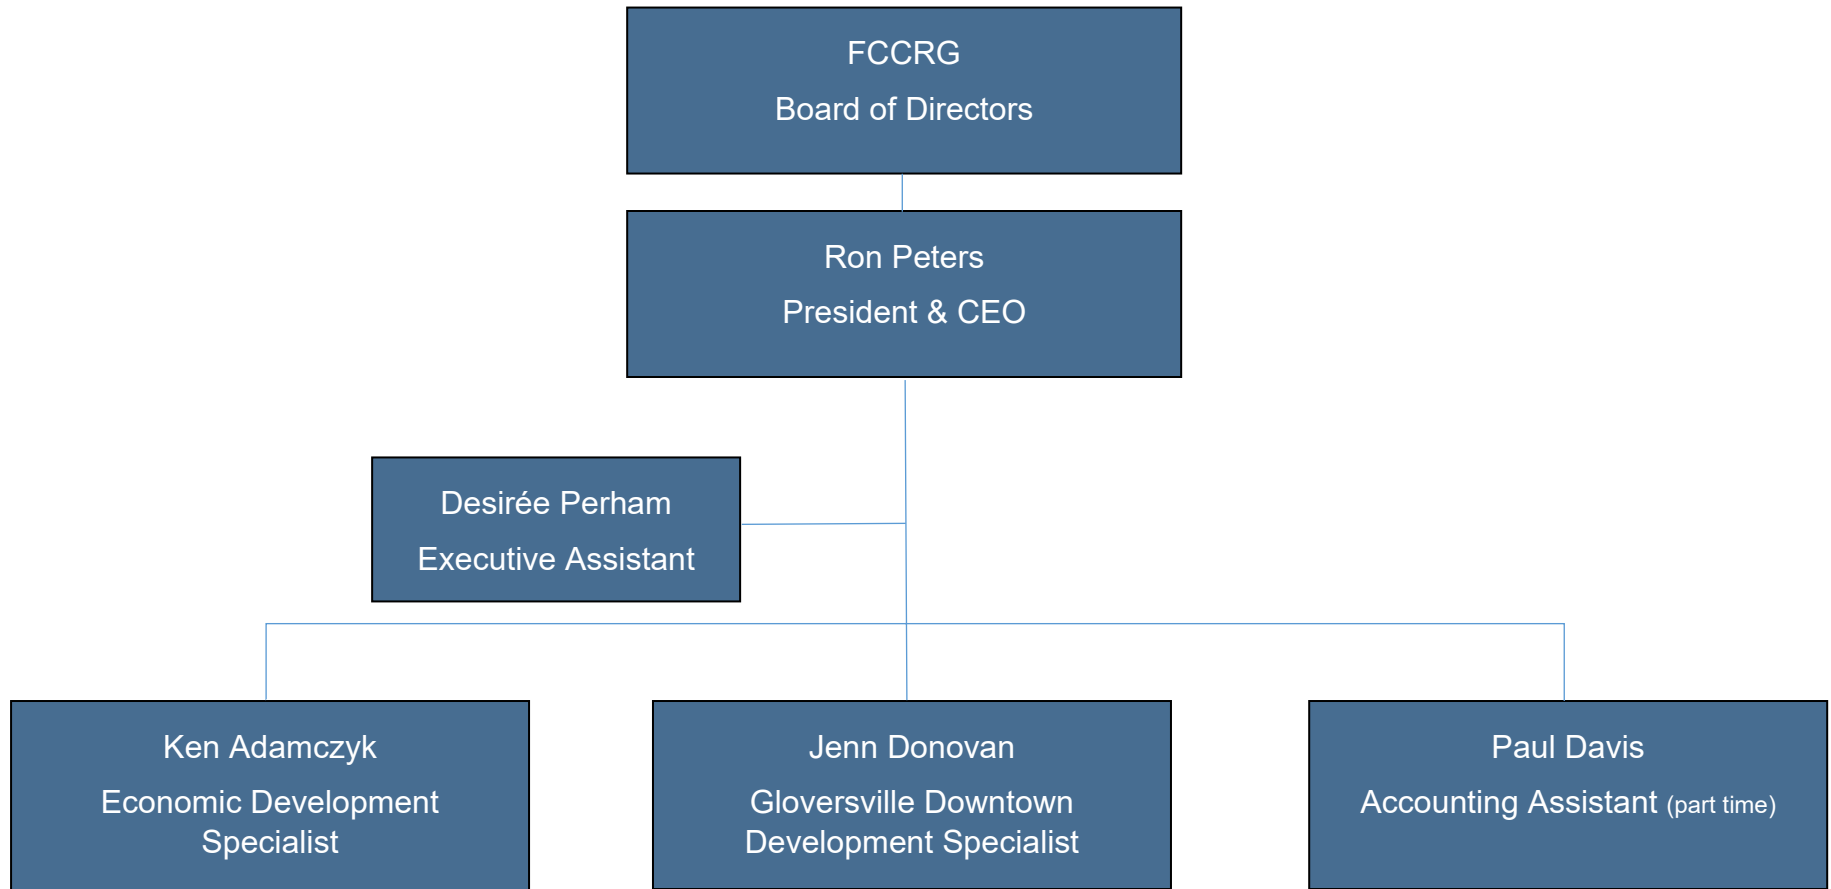 FCCRG
Board of Directors
Ron Peters
President & CEO
Desirée Perham
Executive Assistant
Ken Adamczyk
Economic Development
Specialist
Jenn Donovan
Gloversville Downtown
Development Specialist
Paul Davis
Accounting Assistant (part time)